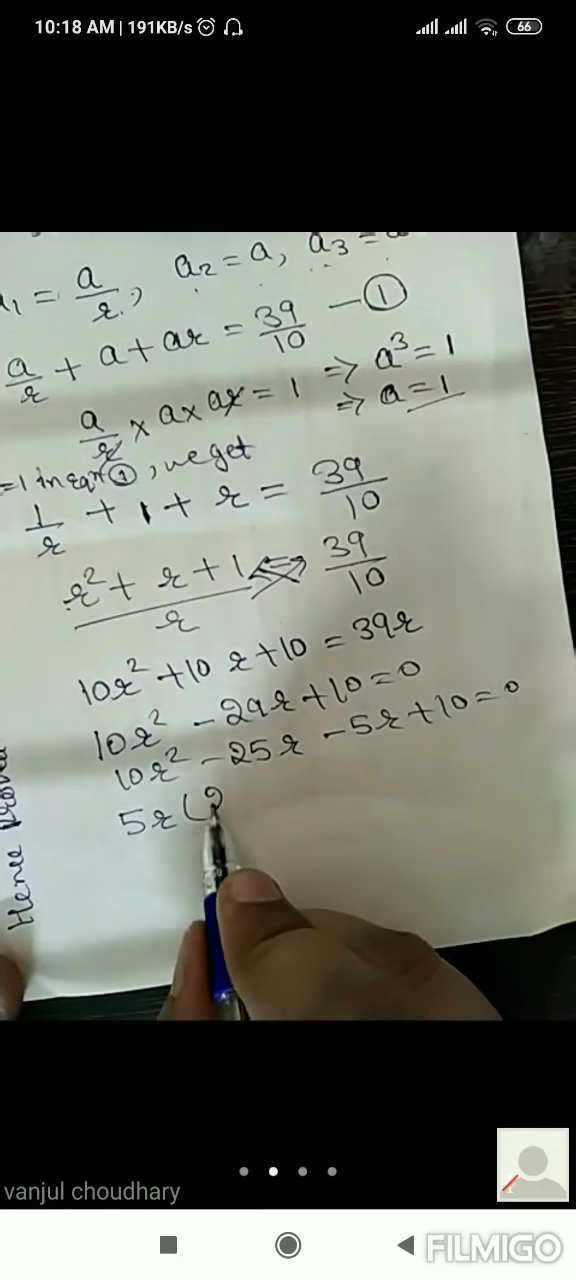 10:18 AM | 191KB/s
66
a₁ = a/r, a₂ = a, a₃ =
a/r + a + ar = 39/10 — ①
a/r × a × ar = 1 ⇒ a³ = 1
⇒ a = 1
=1 in eqn ①, we get
1/r + 1 + r = 39/10
r² + r + 1 / r = 39/10
10r² + 10r + 10 = 39r
10r² - 29r + 10 = 0
10r² - 25r - 5r + 10 = 0
5r (2
Hence Proved
vanjul choudhary
FILMIGO